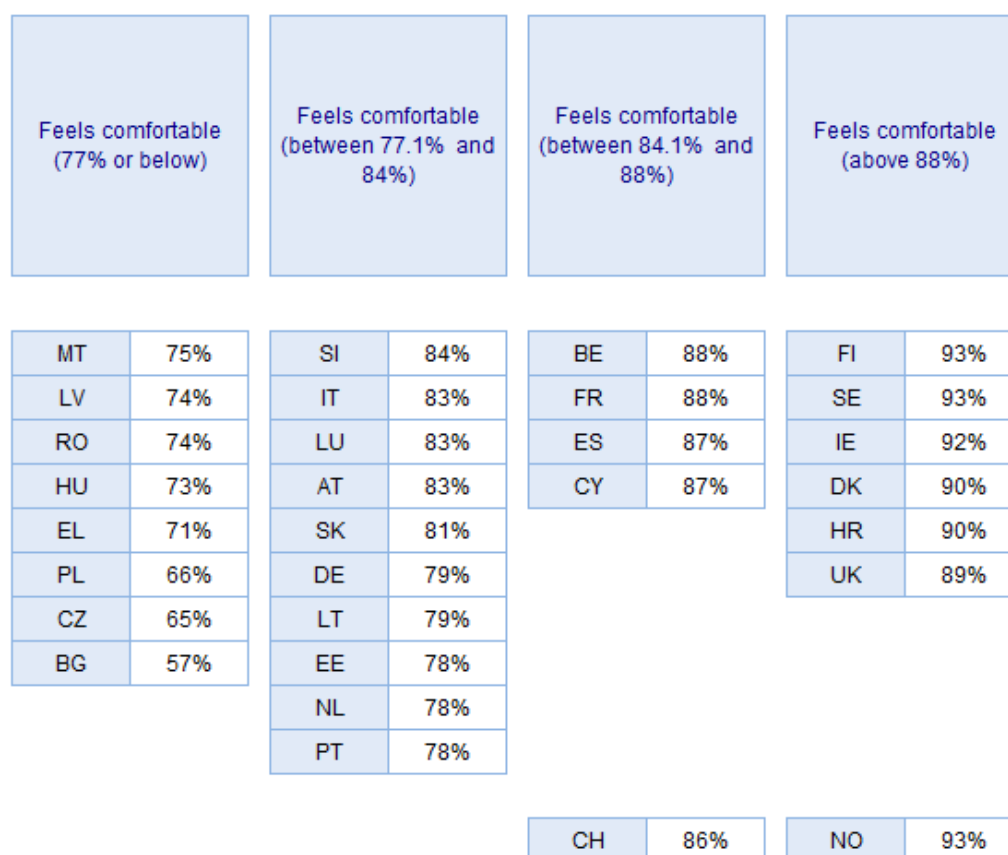 Feels comfortable
(77% or below)
Feels comfortable
(between 77.1% and
84%)
Feels comfortable
(between 84.1% and
88%)
Feels comfortable
(above 88%)
MT 75% SI 84% BE 88% FI 93%
LV 74% IT 83% FR 88% SE 93%
RO 74% LU 83% ES 87% IE 92%
HU 73% AT 83% CY 87% DK 90%
EL 71% SK 81% HR 90%
PL 66% DE 79% UK 89%
CZ 65% LT 79%
BG 57% EE 78%
NL 78%
PT 78%
CH 86% NO 93%